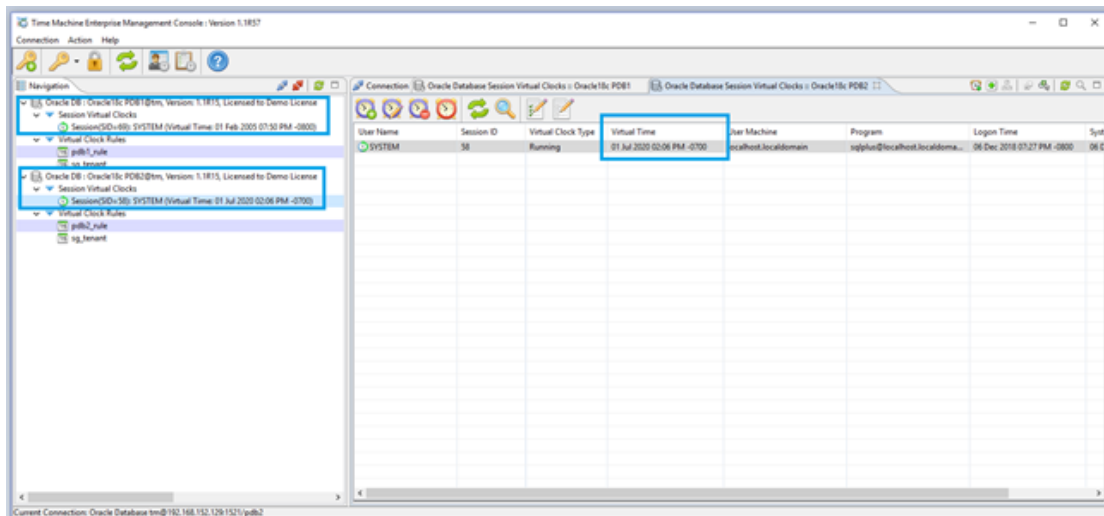 Time Machine Enterprise Management Console : Version 1.1R57
Connection Action Help
Navigation
Oracle DB : Oracle18c PDB1@tm, Version: 1.1R15, Licensed to Demo License
Session Virtual Clocks
Session(SID=69): SYSTEM (Virtual Time: 01 Feb 2005 07:50 PM -0800)
Virtual Clock Rules
pdb1_rule
sg_tenant
Oracle DB : Oracle18c PDB2@tm, Version: 1.1R15, Licensed to Demo License
Session Virtual Clocks
Session(SID=58): SYSTEM (Virtual Time: 01 Jul 2020 02:06 PM -0700)
Virtual Clock Rules
pdb2_rule
sg_tenant
Connection Oracle Database Session Virtual Clocks :: Oracle18c PDB1 Oracle Database Session Virtual Clocks :: Oracle18c PDB2
User Name Session ID Virtual Clock Type Virtual Time User Machine Program Logon Time Syst
SYSTEM 58 Running 01 Jul 2020 02:06 PM -0700 localhost.localdomain sqlplus@localhost.localdoma... 06 Dec 2018 07:27 PM -0800 06 D
Current Connection: Oracle Database tm@192.168.152.129:1521/pdb2